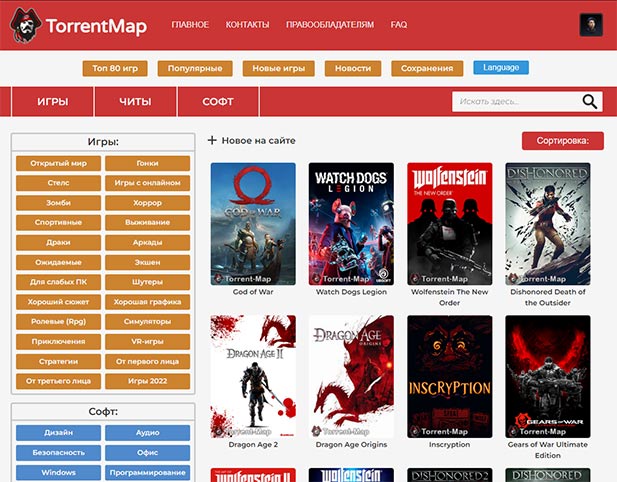 TorrentMap
ГЛАВНОЕ КОНТАКТЫ ПРАВООБЛАДАТЕЛЯМ FAQ
Топ 80 игр Популярные Новые игры Новости Сохранения Language
ИГРЫ ЧИТЫ СОФТ Искать здесь...
Игры:
Открытый мир Гонки
Стелс Игры с онлайном
Зомби Хоррор
Спортивные Выживание
Драки Аркады
Ожидаемые Экшен
Для слабых ПК Шутеры
Хороший сюжет Хорошая графика
Ролевые (Rpg) Симуляторы
Приключения VR-игры
Стратегии От первого лица
От третьего лица Игры 2022
Софт:
Дизайн Аудио
Безопасность Офис
Windows Программирование
+ Новое на сайте Сортировка:
GOD OF WAR
Torrent-Map
WATCH DOGS
LEGION
UBISOFT
Torrent-Map
Wolfenstein
THE NEW ORDER
Torrent-Map
DISHONORED
Torrent-Map
God of War Watch Dogs Legion Wolfenstein The New Dishonored Death of
Order the Outsider
DRAGON AGE II
Torrent-Map
DRAGON AGE
ORIGINS
Torrent-Map
INSCRYPTION
Torrent-Map
GEARS OF WAR
Torrent-Map
Dragon Age 2 Dragon Age Origins Inscryption Gears of War Ultimate
Edition
Wolfenstein II
Wolfenstein
DISHONORED 2
DISHONORED